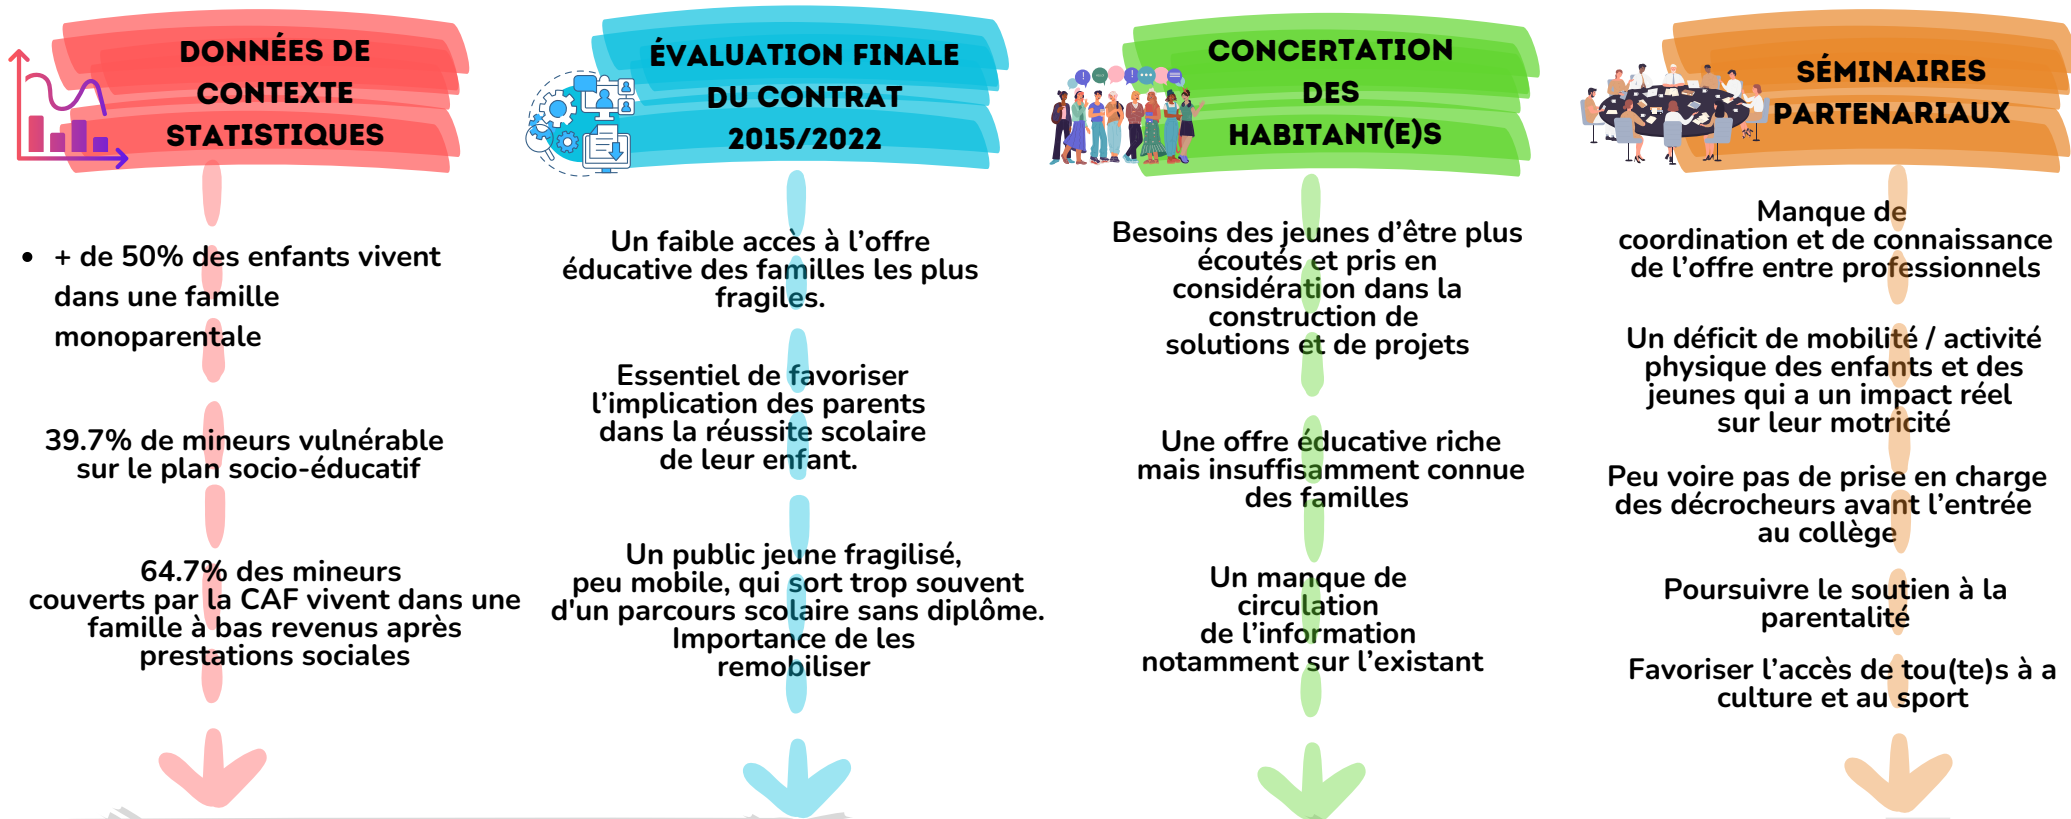 DONNÉES DE
CONTEXTE
STATISTIQUES
• + de 50% des enfants vivent
dans une famille
monoparentale
39.7% de mineurs vulnérable
sur le plan socio-éducatif
64.7% des mineurs
couverts par la CAF vivent dans une
famille à bas revenus après
prestations sociales
ÉVALUATION FINALE
DU CONTRAT
2015/2022
Un faible accès à l'offre
éducative des familles les plus
fragiles.
Essentiel de favoriser
l'implication des parents
dans la réussite scolaire
de leur enfant.
Un public jeune fragilisé,
peu mobile, qui sort trop souvent
d'un parcours scolaire sans diplôme.
Importance de les
remobiliser
CONCERTATION
DES
HABITANT(E)S
Besoins des jeunes d'être plus
écoutés et pris en
considération dans la
construction de
solutions et de projets
Une offre éducative riche
mais insuffisamment connue
des familles
Un manque de
circulation
de l'information
notamment sur l'existant
SÉMINAIRES
PARTENARIAUX
Manque de
coordination et de connaissance
de l'offre entre professionnels
Un déficit de mobilité / activité
physique des enfants et des
jeunes qui a un impact réel
sur leur motricité
Peu voire pas de prise en charge
des décrocheurs avant l'entrée
au collège
Poursuivre le soutien à la
parentalité
Favoriser l'accès de tou(te)s à a
culture et au sport